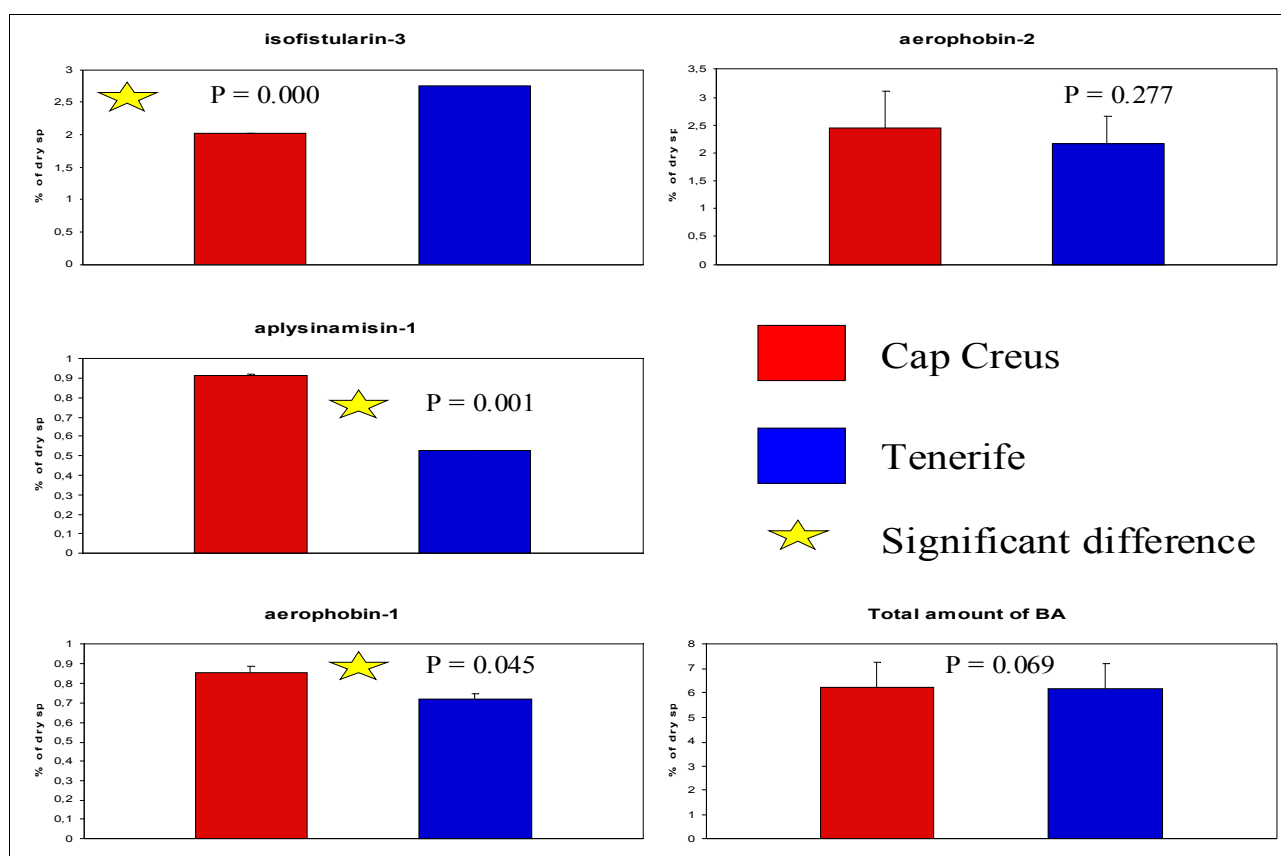 isofistularin-3
% of dry sp
3
2,5
2
1,5
1
0,5
0
P = 0.000
aerophobin-2
% of dry sp
3,5
3
2,5
2
1,5
1
0,5
0
P = 0.277
aplysinamisin-1
% of dry sp
1
0,9
0,8
0,7
0,6
0,5
0,4
0,3
0,2
0,1
0
P = 0.001
Cap Creus
Tenerife
Significant difference
aerophobin-1
% of dry sp
1
0,9
0,8
0,7
0,6
0,5
0,4
0,3
0,2
0,1
0
P = 0.045
Total amount of BA
% of dry sp
8
7
6
5
4
3
2
1
0
P = 0.069